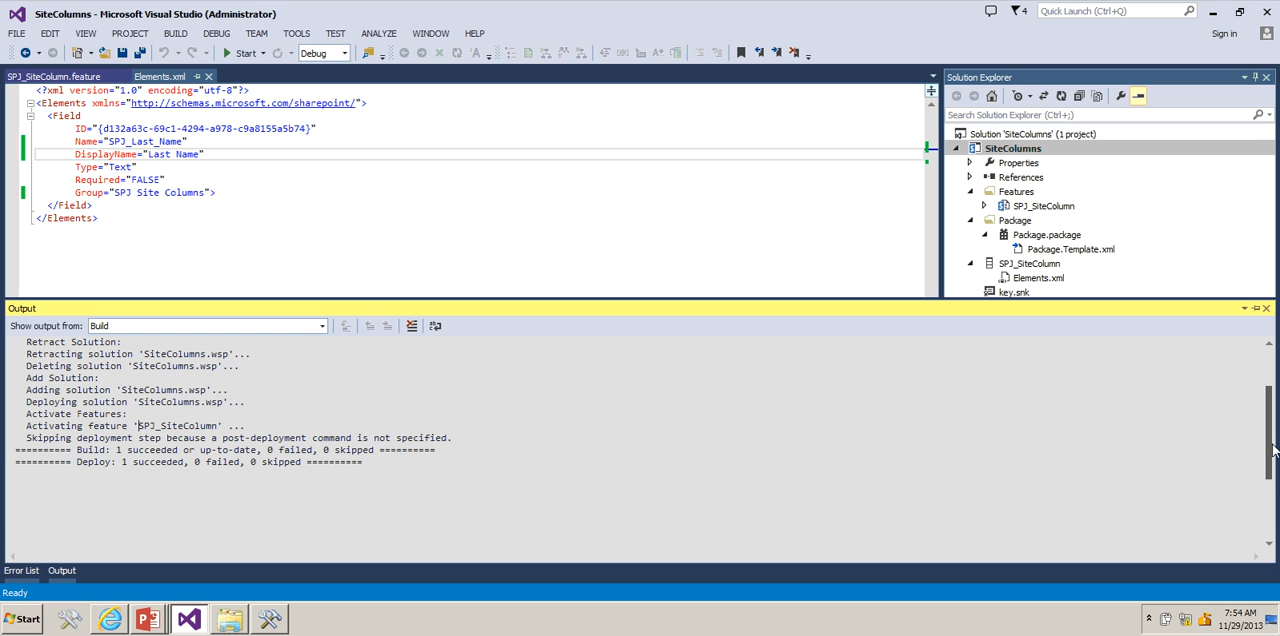 SiteColumns - Microsoft Visual Studio (Administrator)
4
Quick Launch (Ctrl+Q)
FILE EDIT VIEW PROJECT BUILD DEBUG TEAM TOOLS TEST ANALYZE WINDOW HELP
Sign in
Start
Debug
SPJ_SiteColumn.feature
Elements.xml
<?xml version="1.0" encoding="utf-8"?>
<Elements xmlns="http://schemas.microsoft.com/sharepoint/">
<Field
ID="{d132a63c-69c1-4294-a978-c9a8155a5b74}"
Name="SPJ_Last_Name"
DisplayName="Last Name"
Type="Text"
Required="FALSE"
Group="SPJ Site Columns">
</Field>
</Elements>
Solution Explorer
Search Solution Explorer (Ctrl+;)
Solution 'SiteColumns' (1 project)
SiteColumns
Properties
References
Features
SPJ_SiteColumn
Package
Package.package
Package.Template.xml
SPJ_SiteColumn
Elements.xml
key.snk
Output
Show output from: Build
Retract Solution:
Retracting solution 'SiteColumns.wsp'...
Deleting solution 'SiteColumns.wsp'...
Add Solution:
Adding solution 'SiteColumns.wsp'...
Deploying solution 'SiteColumns.wsp'...
Activate Features:
Activating feature 'SPJ_SiteColumn' ...
Skipping deployment step because a post-deployment command is not specified.
========== Build: 1 succeeded or up-to-date, 0 failed, 0 skipped ==========
========== Deploy: 1 succeeded, 0 failed, 0 skipped ==========
Error List Output
Ready
Start
7:54 AM
11/29/2013